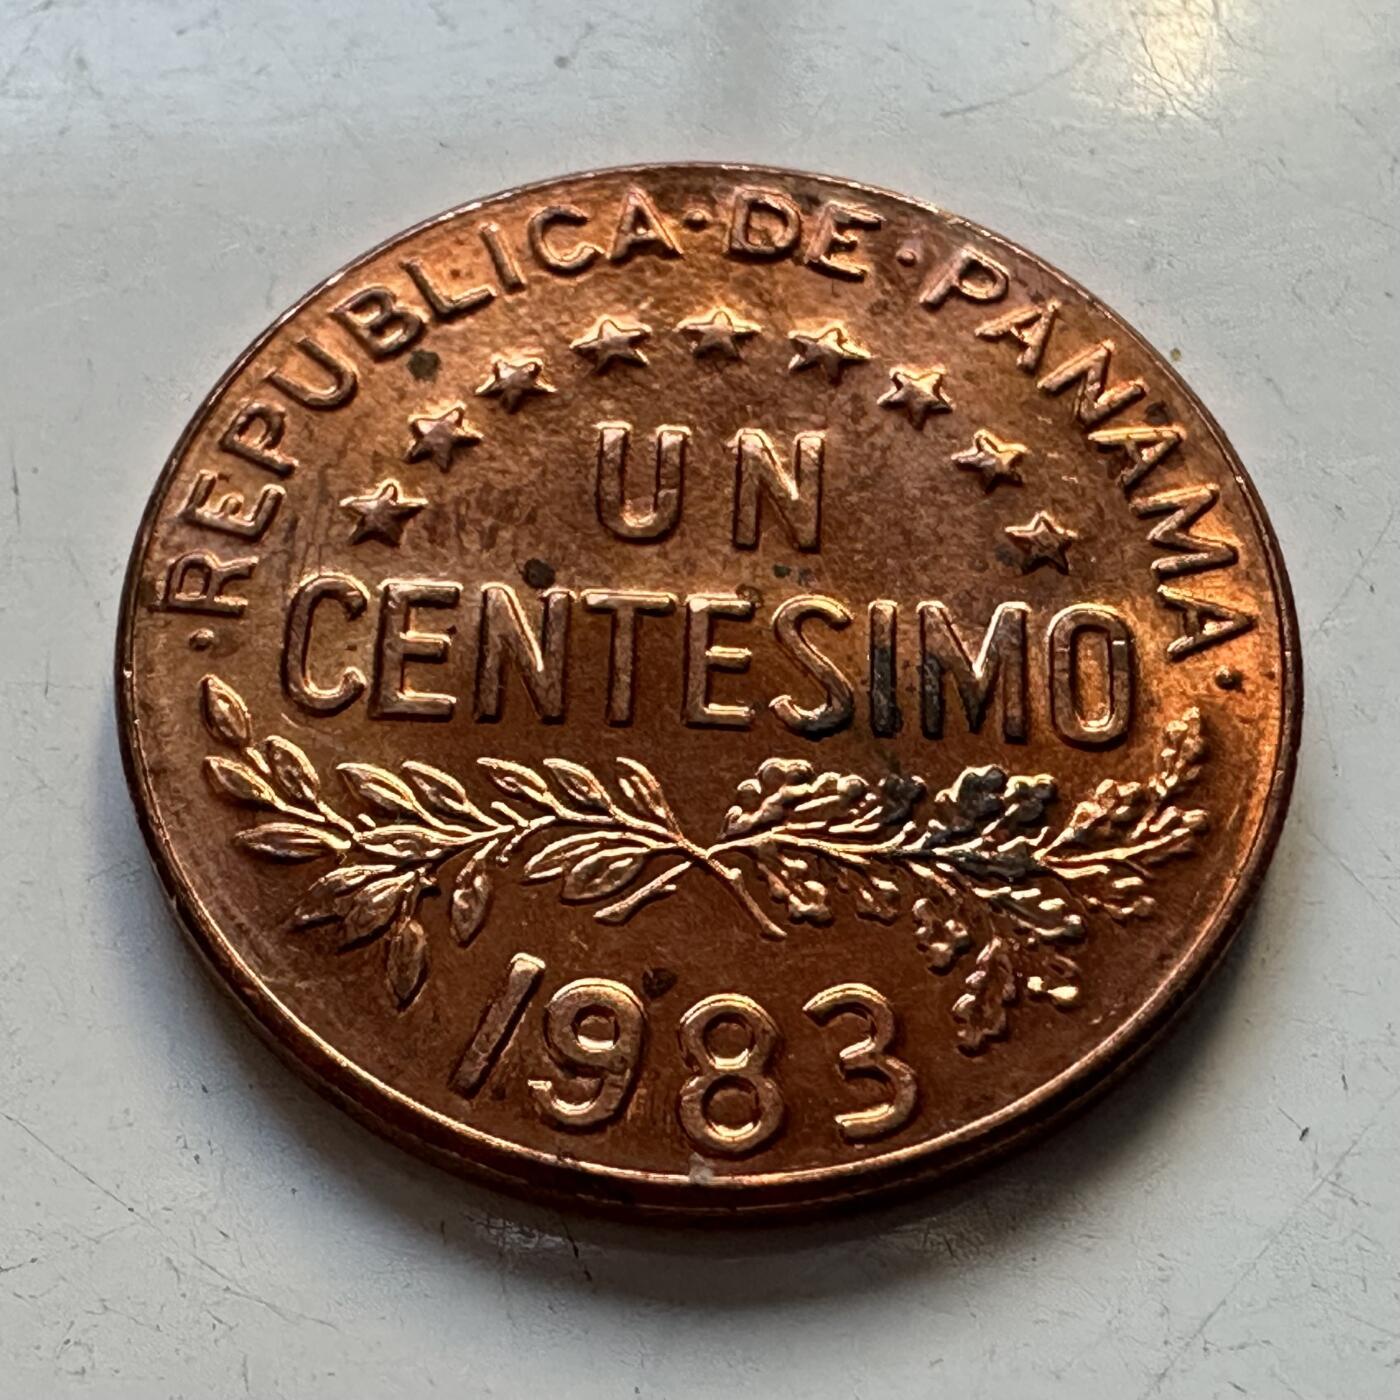 ·REPUBLICA·DE·PANAMA·
UN
CENTESIMO
1983